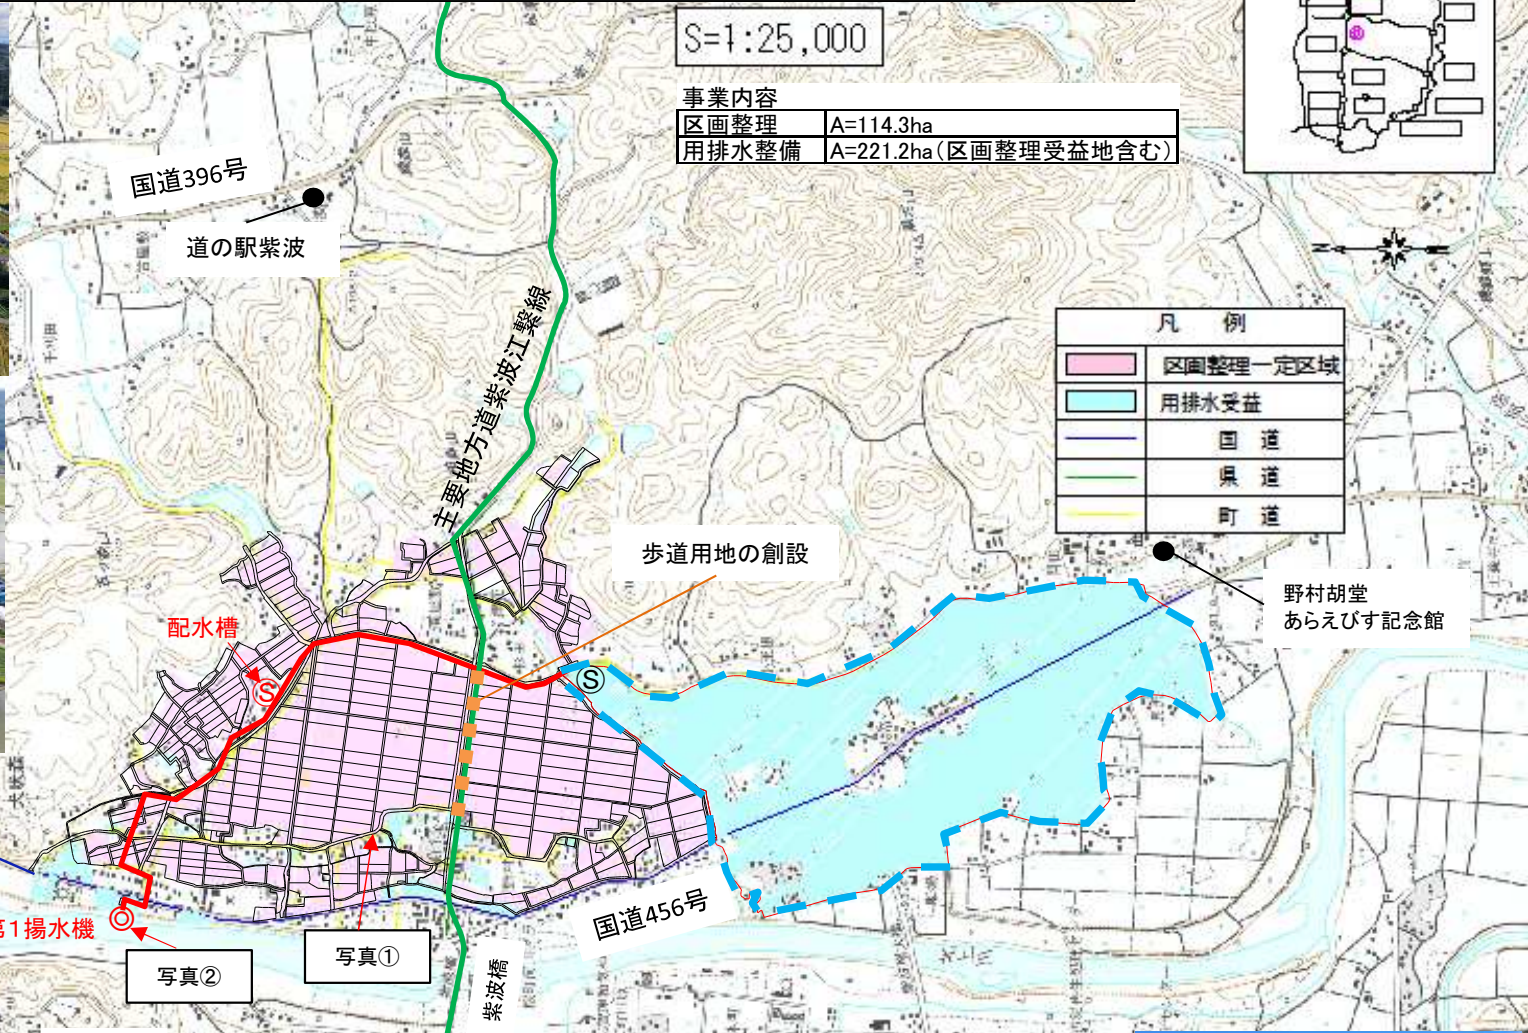 S=1:25,000
事業内容
区画整理 A=114.3ha
用排水整備 A=221.2ha(区画整理受益地含む)
国道396号
道の駅紫波
主要地方道紫波江繋線
凡 例
区画整理一定区域
用排水受益
国 道
県 道
町 道
歩道用地の創設
野村胡堂
あらえびす記念館
配水槽
S
S
国道456号
第1揚水機
写真①
写真②
紫波橋